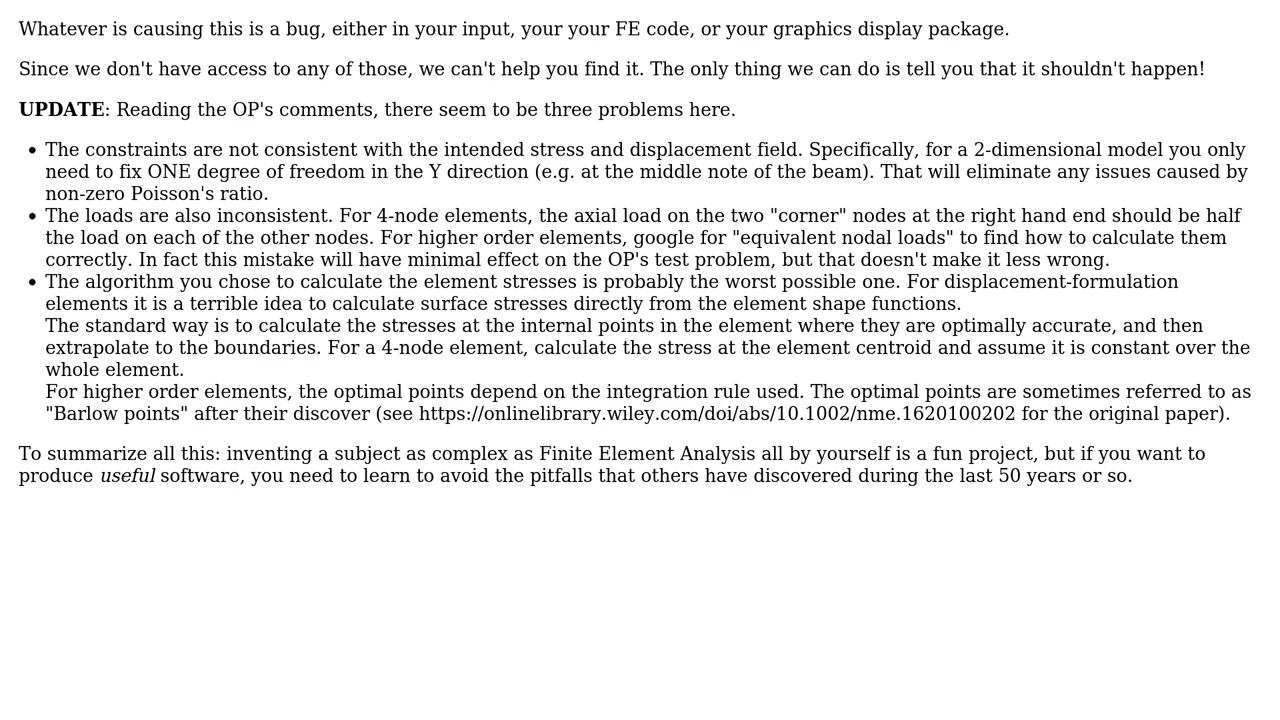 Whatever is causing this is a bug, either in your input, your your FE code, or your graphics display package.
Since we don't have access to any of those, we can't help you find it. The only thing we can do is tell you that it shouldn't happen!
UPDATE: Reading the OP's comments, there seem to be three problems here.
• The constraints are not consistent with the intended stress and displacement field. Specifically, for a 2-dimensional model you only
need to fix ONE degree of freedom in the Y direction (e.g. at the middle note of the beam). That will eliminate any issues caused by
non-zero Poisson's ratio.
• The loads are also inconsistent. For 4-node elements, the axial load on the two "corner" nodes at the right hand end should be half
the load on each of the other nodes. For higher order elements, google for "equivalent nodal loads" to find how to calculate them
correctly. In fact this mistake will have minimal effect on the OP's test problem, but that doesn't make it less wrong.
• The algorithm you chose to calculate the element stresses is probably the worst possible one. For displacement-formulation
elements it is a terrible idea to calculate surface stresses directly from the element shape functions.
The standard way is to calculate the stresses at the internal points in the element where they are optimally accurate, and then
extrapolate to the boundaries. For a 4-node element, calculate the stress at the element centroid and assume it is constant over the
whole element.
For higher order elements, the optimal points depend on the integration rule used. The optimal points are sometimes referred to as
"Barlow points" after their discover (see https://onlinelibrary.wiley.com/doi/abs/10.1002/nme.1620100202 for the original paper).
To summarize all this: inventing a subject as complex as Finite Element Analysis all by yourself is a fun project, but if you want to
produce useful software, you need to learn to avoid the pitfalls that others have discovered during the last 50 years or so.